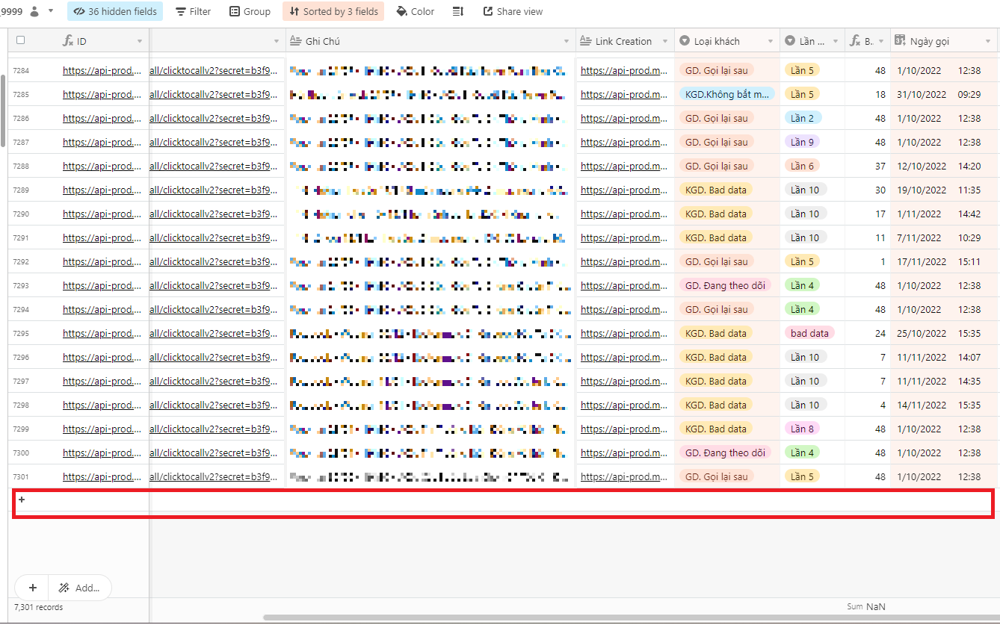 9999 36 hidden fields Filter Group Sorted by 3 fields Color Share view
ID Ghi Chú Link Creation Loại khách Lần ... B.. Ngày gọi
7284 https://api-prod.... all/clicktocallv2?secret=b3f9... https://api-prod.m... GD. Gọi lại sau Lần 5 48 1/10/2022 12:38
7285 https://api-prod.... all/clicktocallv2?secret=b3f9... https://api-prod.m... KGD.Không bắt m... Lần 5 18 31/10/2022 09:29
7286 https://api-prod.... all/clicktocallv2?secret=b3f9... https://api-prod.m... GD. Gọi lại sau Lần 2 48 1/10/2022 12:38
7287 https://api-prod.... all/clicktocallv2?secret=b3f9... https://api-prod.m... GD. Gọi lại sau Lần 9 48 1/10/2022 12:38
7288 https://api-prod.... all/clicktocallv2?secret=b3f9... https://api-prod.m... GD. Gọi lại sau Lần 6 37 12/10/2022 14:20
7289 https://api-prod.... all/clicktocallv2?secret=b3f9... https://api-prod.m... KGD. Bad data Lần 10 30 19/10/2022 11:35
7290 https://api-prod.... all/clicktocallv2?secret=b3f9... https://api-prod.m... KGD. Bad data Lần 10 17 1/11/2022 14:42
7291 https://api-prod.... all/clicktocallv2?secret=b3f9... https://api-prod.m... KGD. Bad data Lần 10 11 7/11/2022 10:29
7292 https://api-prod.... all/clicktocallv2?secret=b3f9... https://api-prod.m... GD. Gọi lại sau Lần 5 1 17/11/2022 15:11
7293 https://api-prod.... all/clicktocallv2?secret=b3f9... https://api-prod.m... GD. Đang theo dõi Lần 4 48 1/10/2022 12:38
7294 https://api-prod.... all/clicktocallv2?secret=b3f9... https://api-prod.m... GD. Gọi lại sau Lần 4 48 1/10/2022 12:38
7295 https://api-prod.... all/clicktocallv2?secret=b3f9... https://api-prod.m... KGD. Bad data bad data 24 25/10/2022 15:35
7296 https://api-prod.... all/clicktocallv2?secret=b3f9... https://api-prod.m... KGD. Bad data Lần 10 7 11/11/2022 14:07
7297 https://api-prod.... all/clicktocallv2?secret=b3f9... https://api-prod.m... KGD. Bad data Lần 10 7 11/11/2022 14:35
7298 https://api-prod.... all/clicktocallv2?secret=b3f9... https://api-prod.m... KGD. Bad data Lần 10 4 14/11/2022 15:35
7299 https://api-prod.... all/clicktocallv2?secret=b3f9... https://api-prod.m... KGD. Bad data Lần 8 48 1/10/2022 12:38
7300 https://api-prod.... all/clicktocallv2?secret=b3f9... https://api-prod.m... GD. Đang theo dõi Lần 4 48 1/10/2022 12:38
7301 https://api-prod.... all/clicktocallv2?secret=b3f9... https://api-prod.m... GD. Gọi lại sau Lần 5 48 1/10/2022 12:38
+
+ Add...
7,301 records Sum NaN